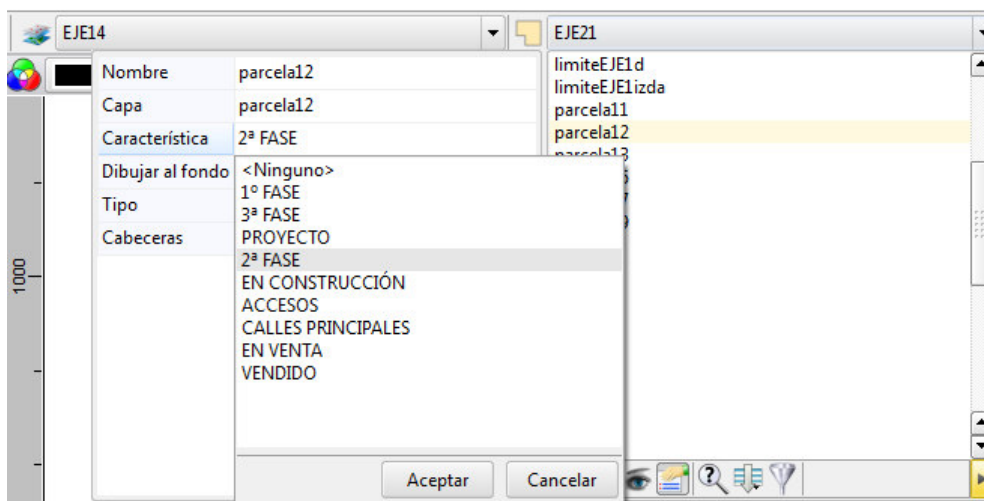 EJE14
EJE21
Nombre parcela12
Capa parcela12
Característica 2ª FASE
Dibujar al fondo
Tipo
Cabeceras
<Ninguno>
1º FASE
3ª FASE
PROYECTO
2ª FASE
EN CONSTRUCCIÓN
ACCESOS
CALLES PRINCIPALES
EN VENTA
VENDIDO
Aceptar Cancelar
limiteEJE1d
limiteEJE1izda
parcela11
parcela12
parcela13
1000